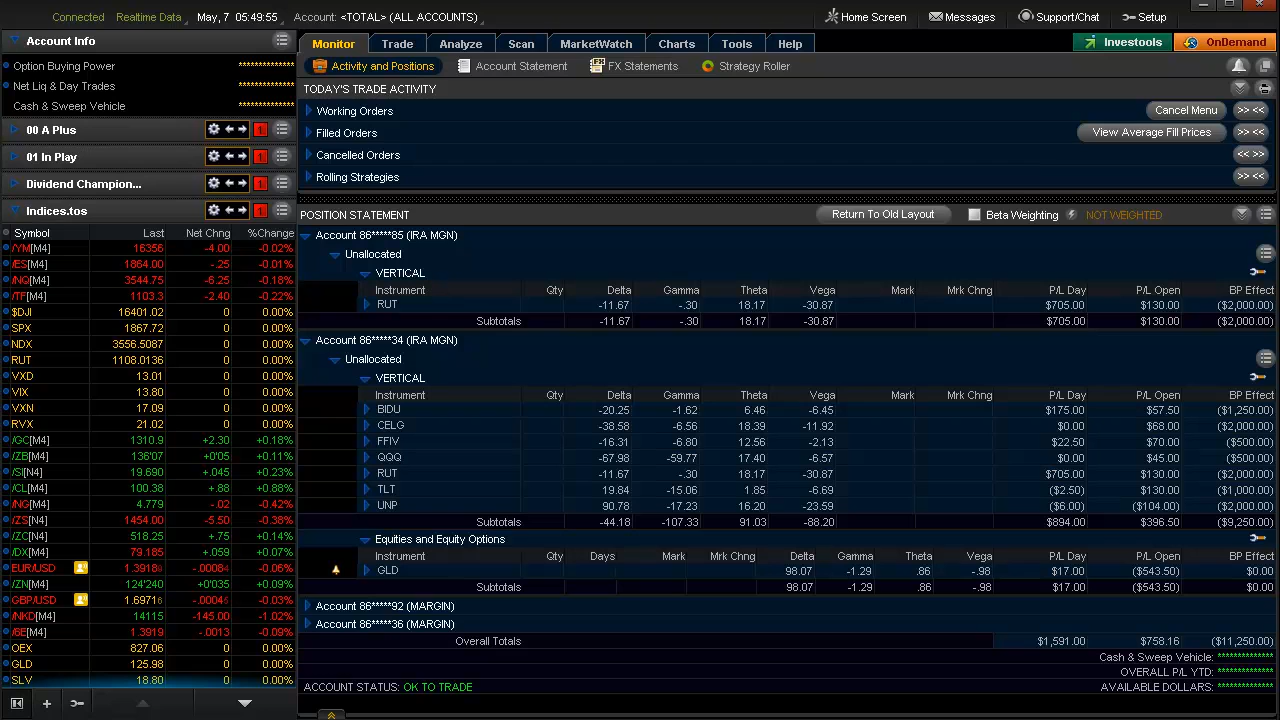 Connected Realtime Data May, 7 05:49:55 Account: <TOTAL> (ALL ACCOUNTS) Home Screen Messages Support/Chat Setup
Account Info
Option Buying Power ************
Net Liq & Day Trades ************
Cash & Sweep Vehicle ************
00 A Plus 1
01 In Play 1
Dividend Champion... 1
Indices.tos 1
Symbol Last Net Chng %Change
/YM[M4] 16356 -4.00 -0.02%
/ES[M4] 1864.00 -.25 -0.01%
/NQ[M4] 3544.75 -6.25 -0.18%
/TF[M4] 1103.3 -2.40 -0.22%
$DJI 16401.02 0 0.00%
SPX 1867.72 0 0.00%
NDX 3556.5087 0 0.00%
RUT 1108.0136 0 0.00%
VXD 13.01 0 0.00%
VIX 13.80 0 0.00%
VXN 17.09 0 0.00%
RVX 21.02 0 0.00%
/GC[M4] 1310.9 +2.30 +0.18%
/ZB[M4] 136'07 +0'05 +0.11%
/SI[N4] 19.690 +.045 +0.23%
/CL[M4] 100.38 +.88 +0.88%
/NG[M4] 4.779 -.02 -0.42%
/ZS[N4] 1454.00 -5.50 -0.38%
/ZC[N4] 518.25 +.75 +0.14%
/DX[M4] 79.185 +.059 +0.07%
EUR/USD 1.39188 -.00084 -0.06%
/ZN[M4] 124'240 +0'035 +0.09%
GBP/USD 1.69716 -.00045 -0.03%
/NKD[M4] 14115 -145.00 -1.02%
/6E[M4] 1.3919 -.0013 -0.09%
OEX 827.06 0 0.00%
GLD 125.98 0 0.00%
SLV 18.80 0 0.00%
Monitor Trade Analyze Scan MarketWatch Charts Tools Help Investools OnDemand
Activity and Positions Account Statement FX Statements Strategy Roller
TODAY'S TRADE ACTIVITY
Working Orders Cancel Menu >> <<
Filled Orders View Average Fill Prices >> <<
Cancelled Orders << >>
Rolling Strategies >> <<
POSITION STATEMENT Return To Old Layout Beta Weighting NOT WEIGHTED
Account 86*****85 (IRA MGN)
Unallocated
VERTICAL
Instrument Qty Delta Gamma Theta Vega Mark Mrk Chng P/L Day P/L Open BP Effect
RUT -11.67 -.30 18.17 -30.87 $705.00 $130.00 ($2,000.00)
Subtotals -11.67 -.30 18.17 -30.87 $705.00 $130.00 ($2,000.00)
Account 86*****34 (IRA MGN)
Unallocated
VERTICAL
Instrument Qty Delta Gamma Theta Vega Mark Mrk Chng P/L Day P/L Open BP Effect
BIDU -20.25 -1.62 6.46 -6.45 $175.00 $57.50 ($1,250.00)
CELG -38.58 -6.56 18.39 -11.92 $0.00 $68.00 ($2,000.00)
FFIV -16.31 -6.80 12.56 -2.13 $22.50 $70.00 ($500.00)
QQQ -67.98 -59.77 17.40 -6.57 $0.00 $45.00 ($500.00)
RUT -11.67 -.30 18.17 -30.87 $705.00 $130.00 ($2,000.00)
TLT 19.84 -15.06 1.85 -6.69 ($2.50) $130.00 ($1,000.00)
UNP 90.78 -17.23 16.20 -23.59 ($6.00) ($104.00) ($2,000.00)
Subtotals -44.18 -107.33 91.03 -88.20 $894.00 $396.50 ($9,250.00)
Equities and Equity Options
Instrument Qty Days Mark Mrk Chng Delta Gamma Theta Vega P/L Day P/L Open BP Effect
GLD 98.07 -1.29 .86 -.98 $17.00 ($543.50) $0.00
Subtotals 98.07 -1.29 .86 -.98 $17.00 ($543.50) $0.00
Account 86*****92 (MARGIN)
Account 86*****36 (MARGIN)
Overall Totals $1,591.00 $758.16 ($11,250.00)
Cash & Sweep Vehicle: ************
OVERALL P/L YTD: ************
ACCOUNT STATUS: OK TO TRADE AVAILABLE DOLLARS: ************